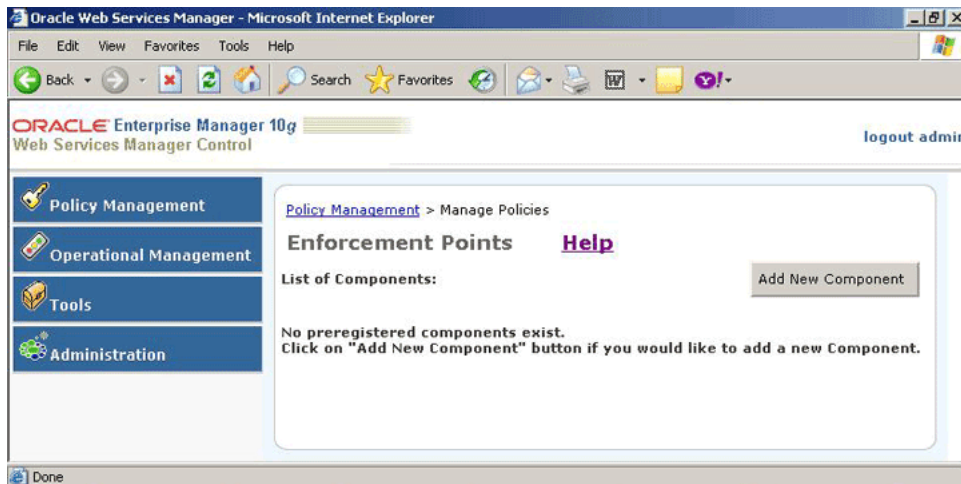 Oracle Web Services Manager - Microsoft Internet Explorer
File Edit View Favorites Tools Help
Back Search Favorites W Y!
ORACLE Enterprise Manager 10g
Web Services Manager Control
logout admin
Policy Management
Operational Management
Tools
Administration
Policy Management > Manage Policies
Enforcement Points Help
List of Components:
Add New Component
No preregistered components exist.
Click on "Add New Component" button if you would like to add a new Component.
Done